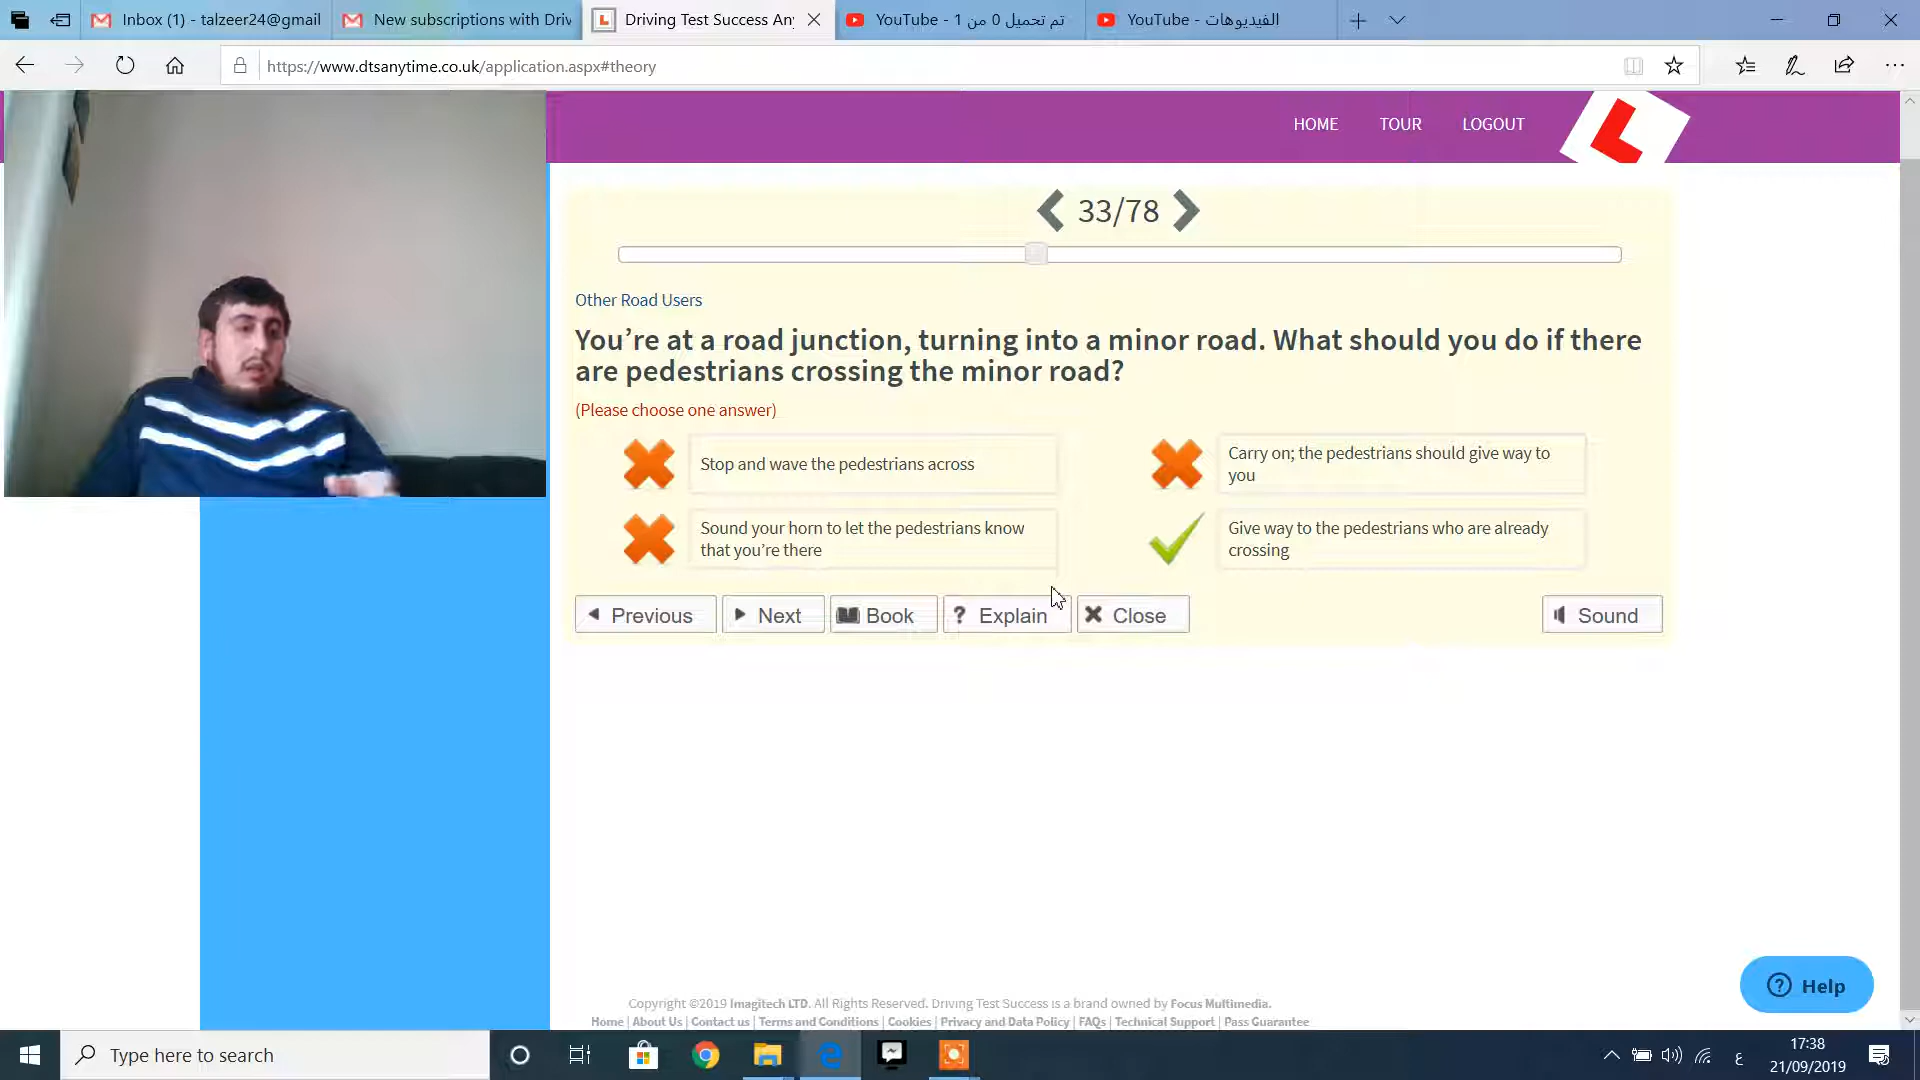 Inbox (1) - talzeer24@gmail
New subscriptions with Driv
Driving Test Success Any
YouTube - تم تحميل 0 من 1
YouTube - الفيديوهات
https://www.dtsanytime.co.uk/application.aspx#theory
HOME TOUR LOGOUT
33/78
Other Road Users
You’re at a road junction, turning into a minor road. What should you do if there
are pedestrians crossing the minor road?
(Please choose one answer)
Stop and wave the pedestrians across
Carry on; the pedestrians should give way to
you
Sound your horn to let the pedestrians know
that you’re there
Give way to the pedestrians who are already
crossing
Previous Next Book ? Explain Close Sound
? Help
Copyright ©2019 Imagitech LTD. All Rights Reserved. Driving Test Success is a brand owned by Focus Multimedia.
Home | About Us | Contact us | Terms and Conditions | Cookies | Privacy and Data Policy | FAQs | Technical Support | Pass Guarantee
Type here to search
ع
17:38
21/09/2019